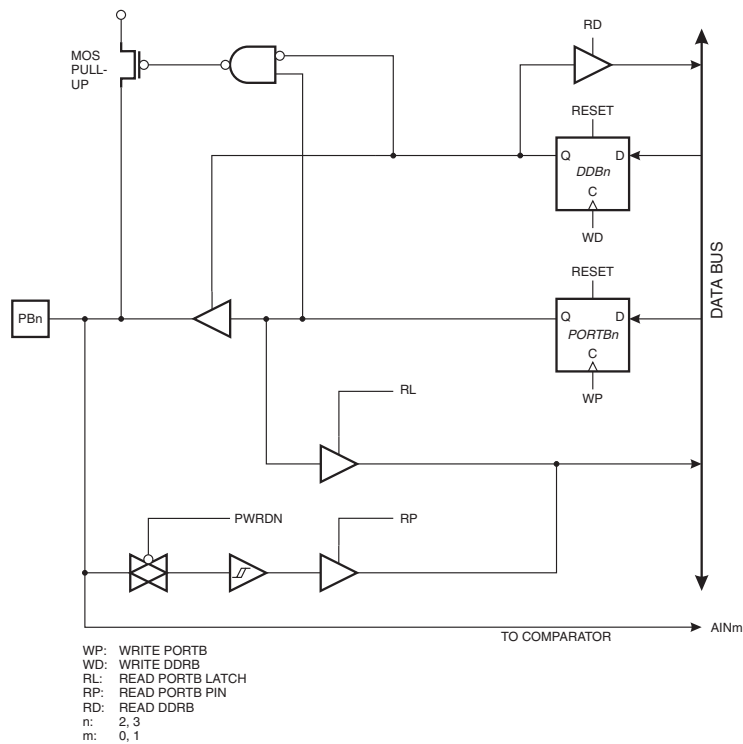 RD
MOS
PULL-
UP
RESET
Q D
DDBn
C
WD
DATA BUS
RESET
PBn
Q D
PORTBn
C
WP
RL
PWRDN
RP
TO COMPARATOR
AINm
WP: WRITE PORTB
WD: WRITE DDRB
RL: READ PORTB LATCH
RP: READ PORTB PIN
RD: READ DDRB
n: 2, 3
m: 0, 1